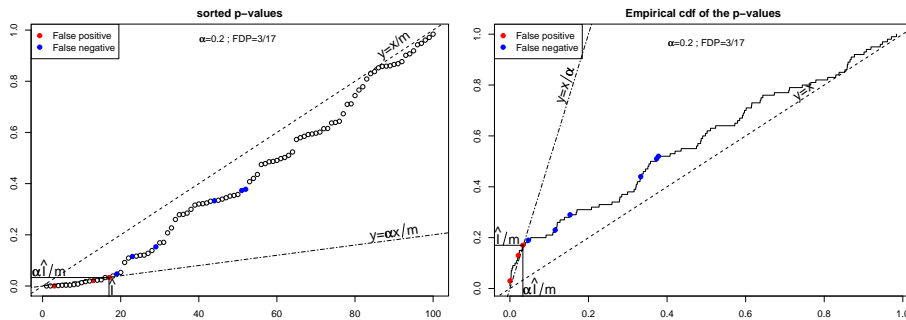 sorted p-values
False positive
False negative
α=0.2 ; FDP=3/17
y=x/m
y=αx/m
αl̂/m
l̂
0.0
0.2
0.4
0.6
0.8
1.0
0
20
40
60
80
100
Empirical cdf of the p-values
False positive
False negative
α=0.2 ; FDP=3/17
y=x/α
y=x
l̂/m
αl̂/m
0.0
0.2
0.4
0.6
0.8
1.0
0.0
0.2
0.4
0.6
0.8
1.0